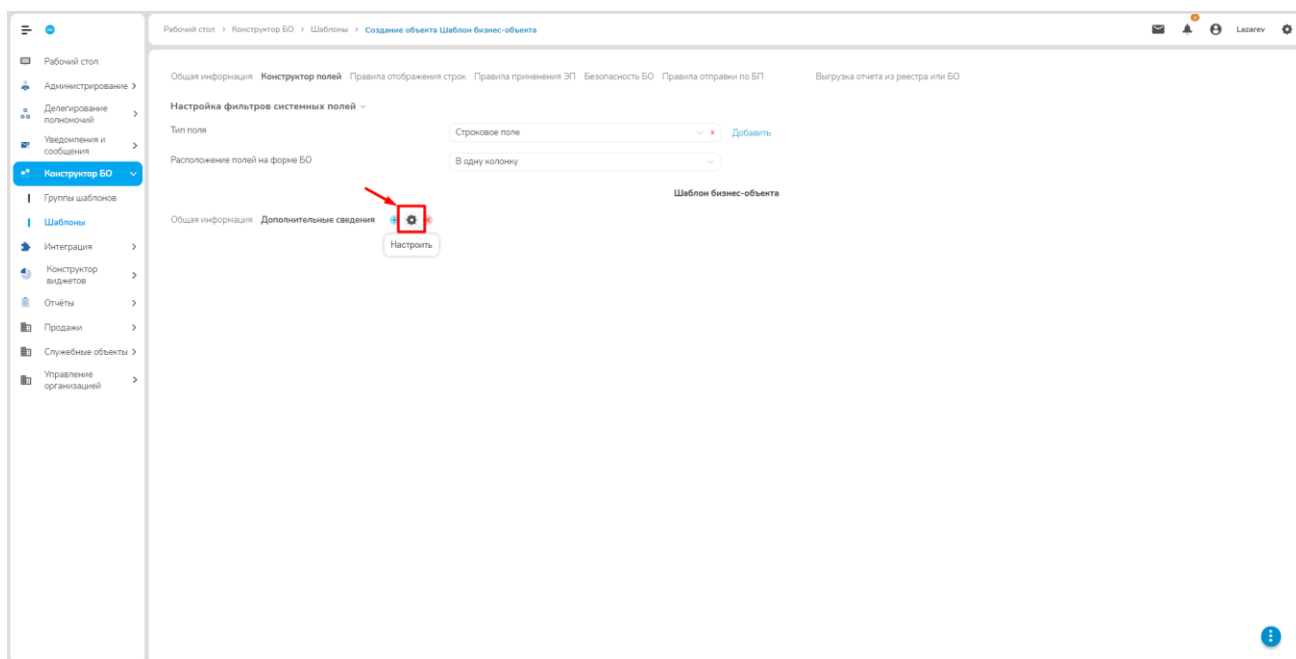 Рабочий стол > Конструктор БО > Шаблоны > Создание объекта Шаблон бизнес-объекта
Lazarev
Рабочий стол
Администрирование
Делегирование
полномочий
Уведомления и
сообщения
Конструктор БО
Группы шаблонов
Шаблоны
Интеграция
Конструктор
виджетов
Отчёты
Продажи
Служебные объекты
Управление
организацией
Общая информация Конструктор полей Правила отображения строк Правила применения ЭП Безопасность БО Правила отправки по БП Выгрузка отчета из реестра или БО
Настройка фильтров системных полей
Тип поля
Строковое поле
Добавить
Расположение полей на форме БО
В одну колонку
Шаблон бизнес-объекта
Общая информация Дополнительные сведения
Настроить